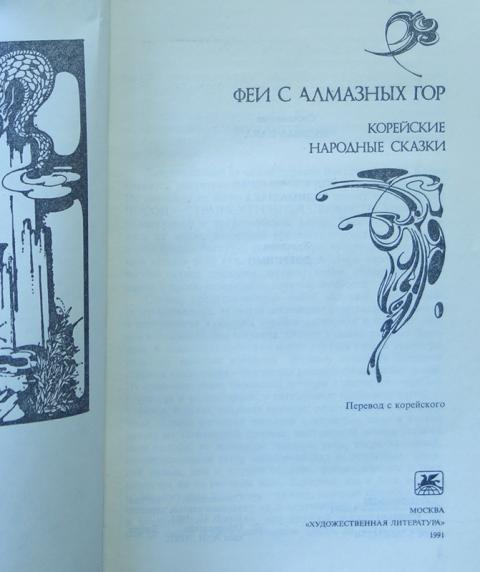 ФЕИ С АЛМАЗНЫХ ГОР
КОРЕЙСКИЕ
НАРОДНЫЕ СКАЗКИ
Перевод с корейского
МОСКВА
«ХУДОЖЕСТВЕННАЯ ЛИТЕРАТУРА»
1991